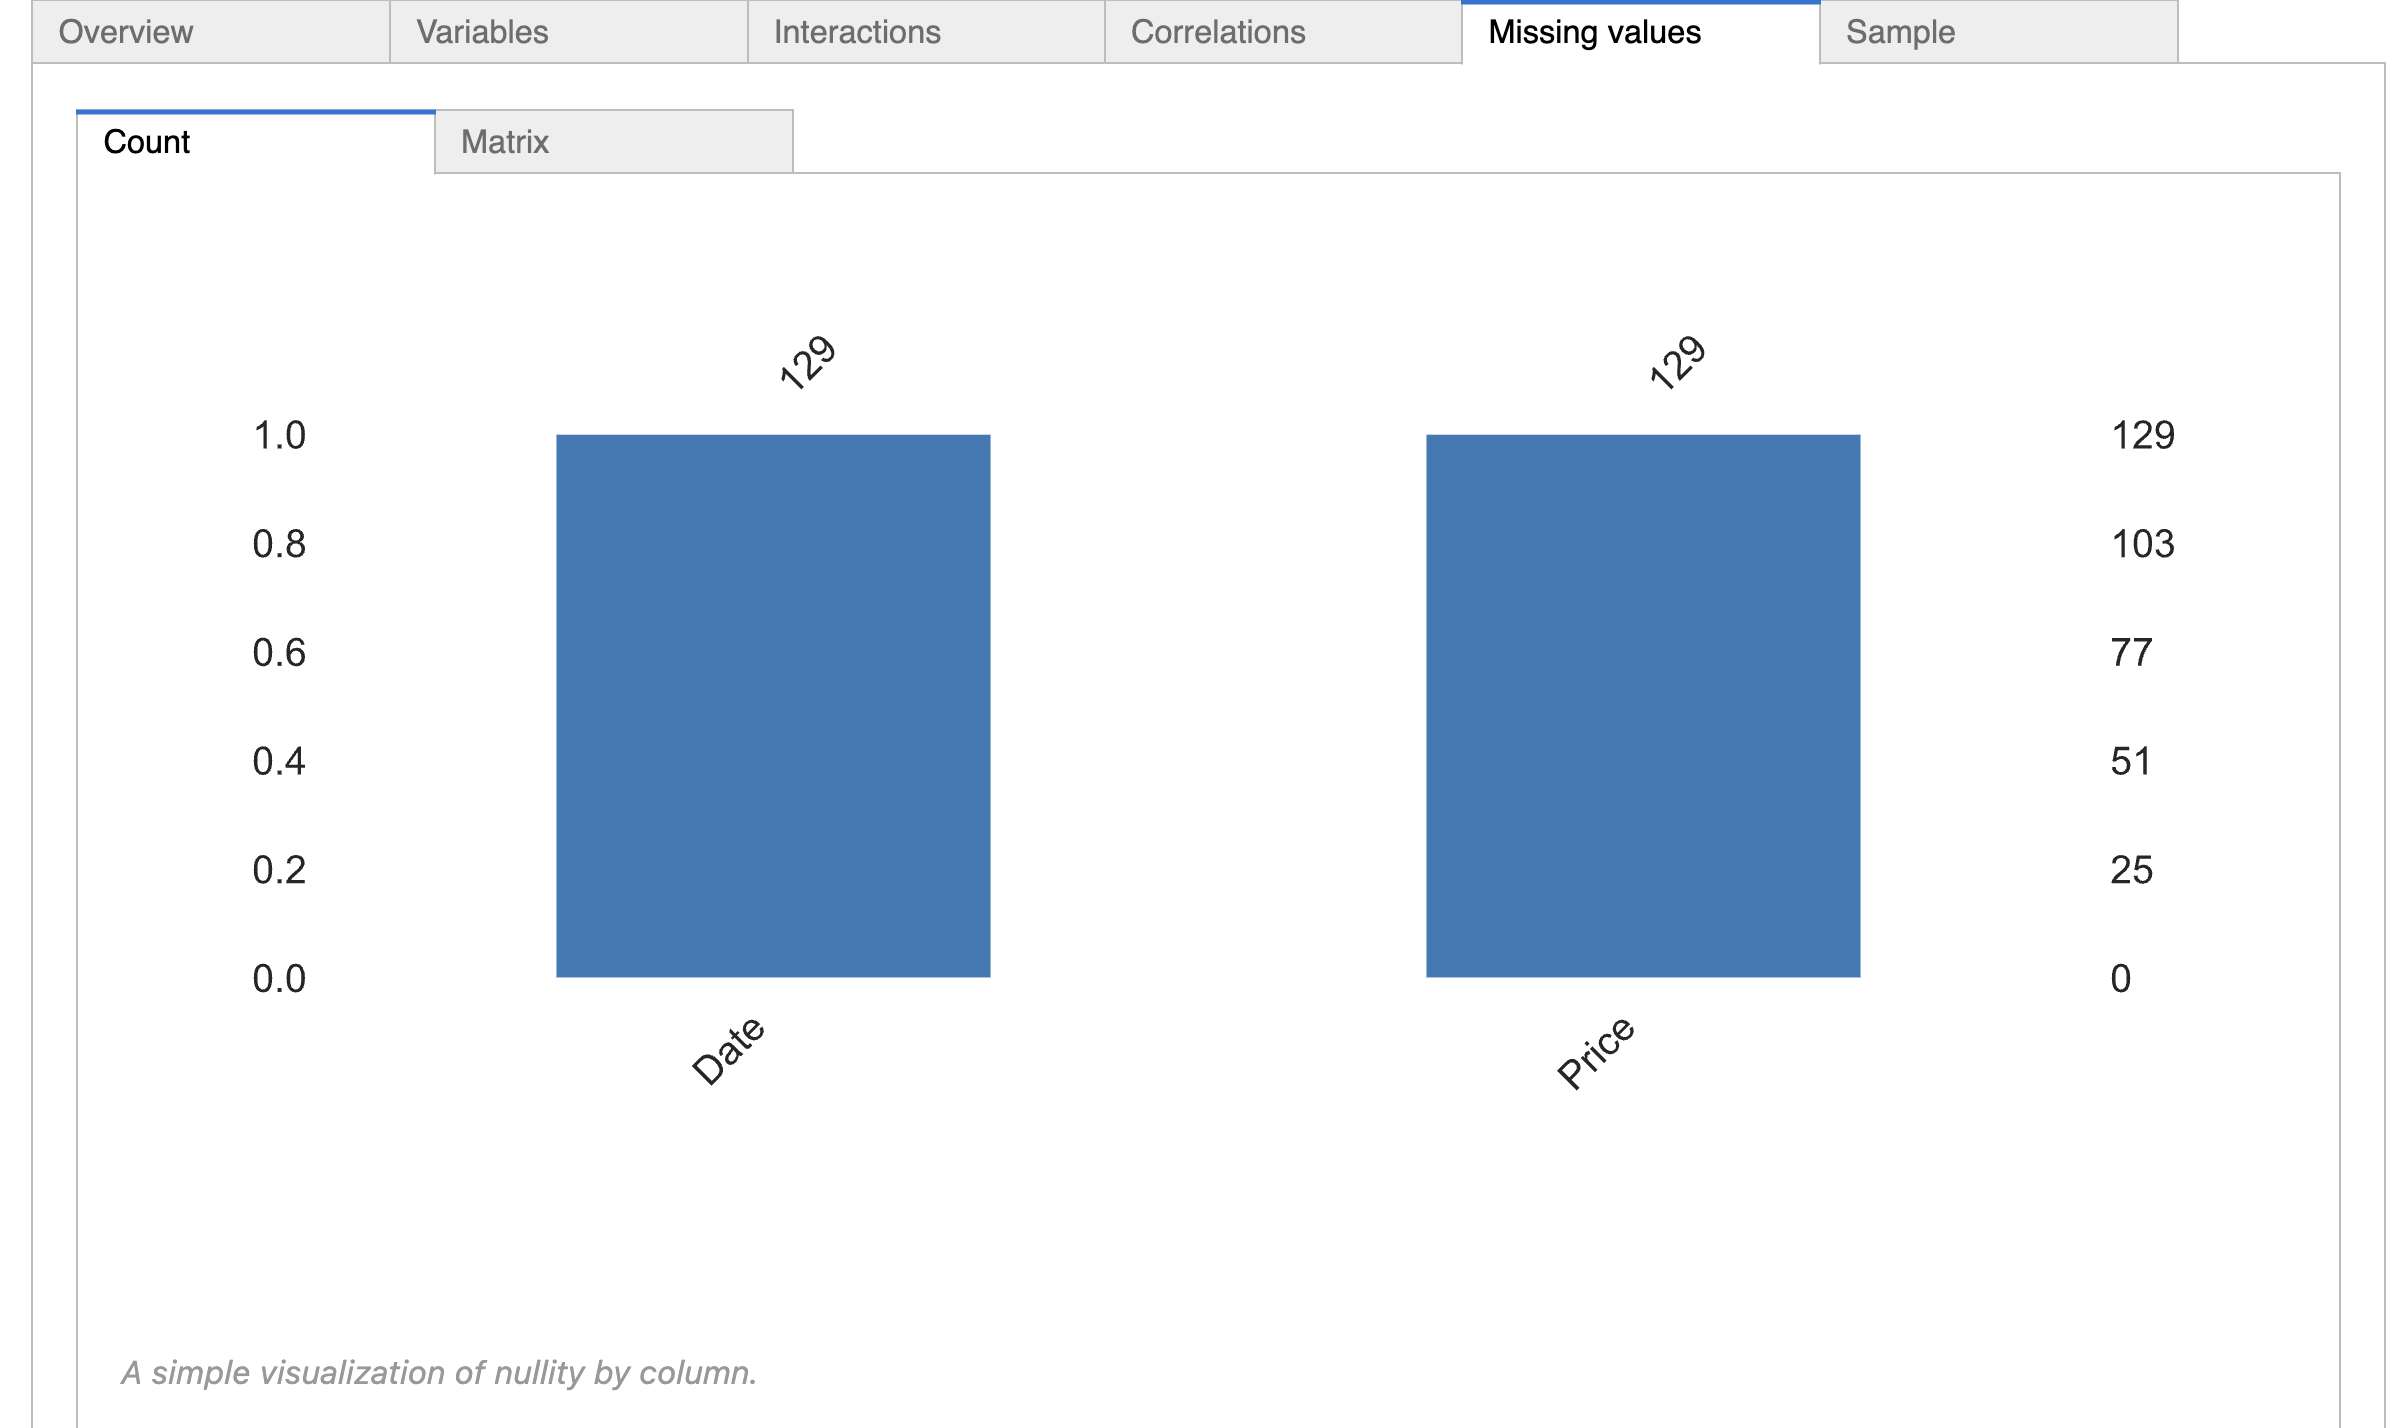 Overview Variables Interactions Correlations Missing values Sample
Count Matrix
129 129
1.0 129
0.8 103
0.6 77
0.4 51
0.2 25
0.0 0
Date Price
A simple visualization of nullity by column.